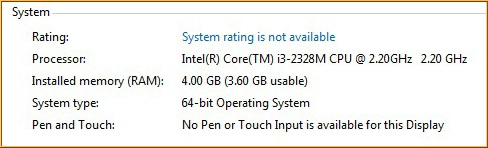 System
Rating: System rating is not available
Processor: Intel(R) Core(TM) i3-2328M CPU @ 2.20GHz 2.20 GHz
Installed memory (RAM): 4.00 GB (3.60 GB usable)
System type: 64-bit Operating System
Pen and Touch: No Pen or Touch Input is available for this Display